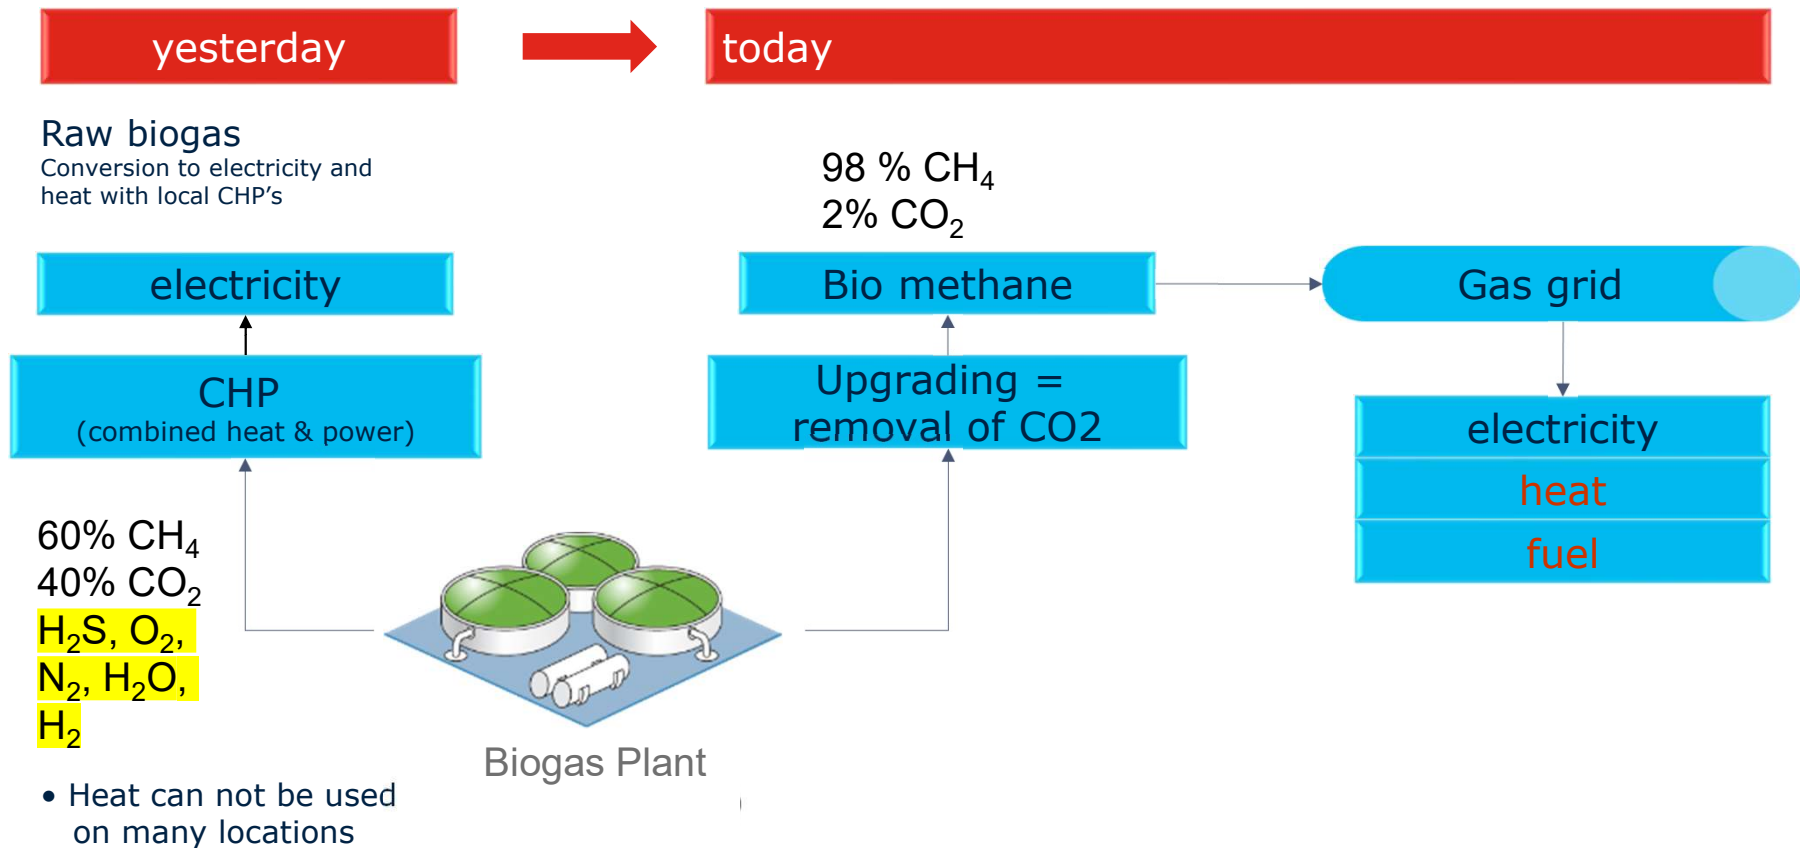 yesterday
today
Raw biogas
Conversion to electricity and
heat with local CHP’s
98 % CH₄
2% CO₂
electricity
Bio methane
Gas grid
CHP
(combined heat & power)
Upgrading =
removal of CO2
electricity
heat
fuel
60% CH₄
40% CO₂
H₂S, O₂,
N₂, H₂O,
H₂
Biogas Plant
• Heat can not be used
on many locations